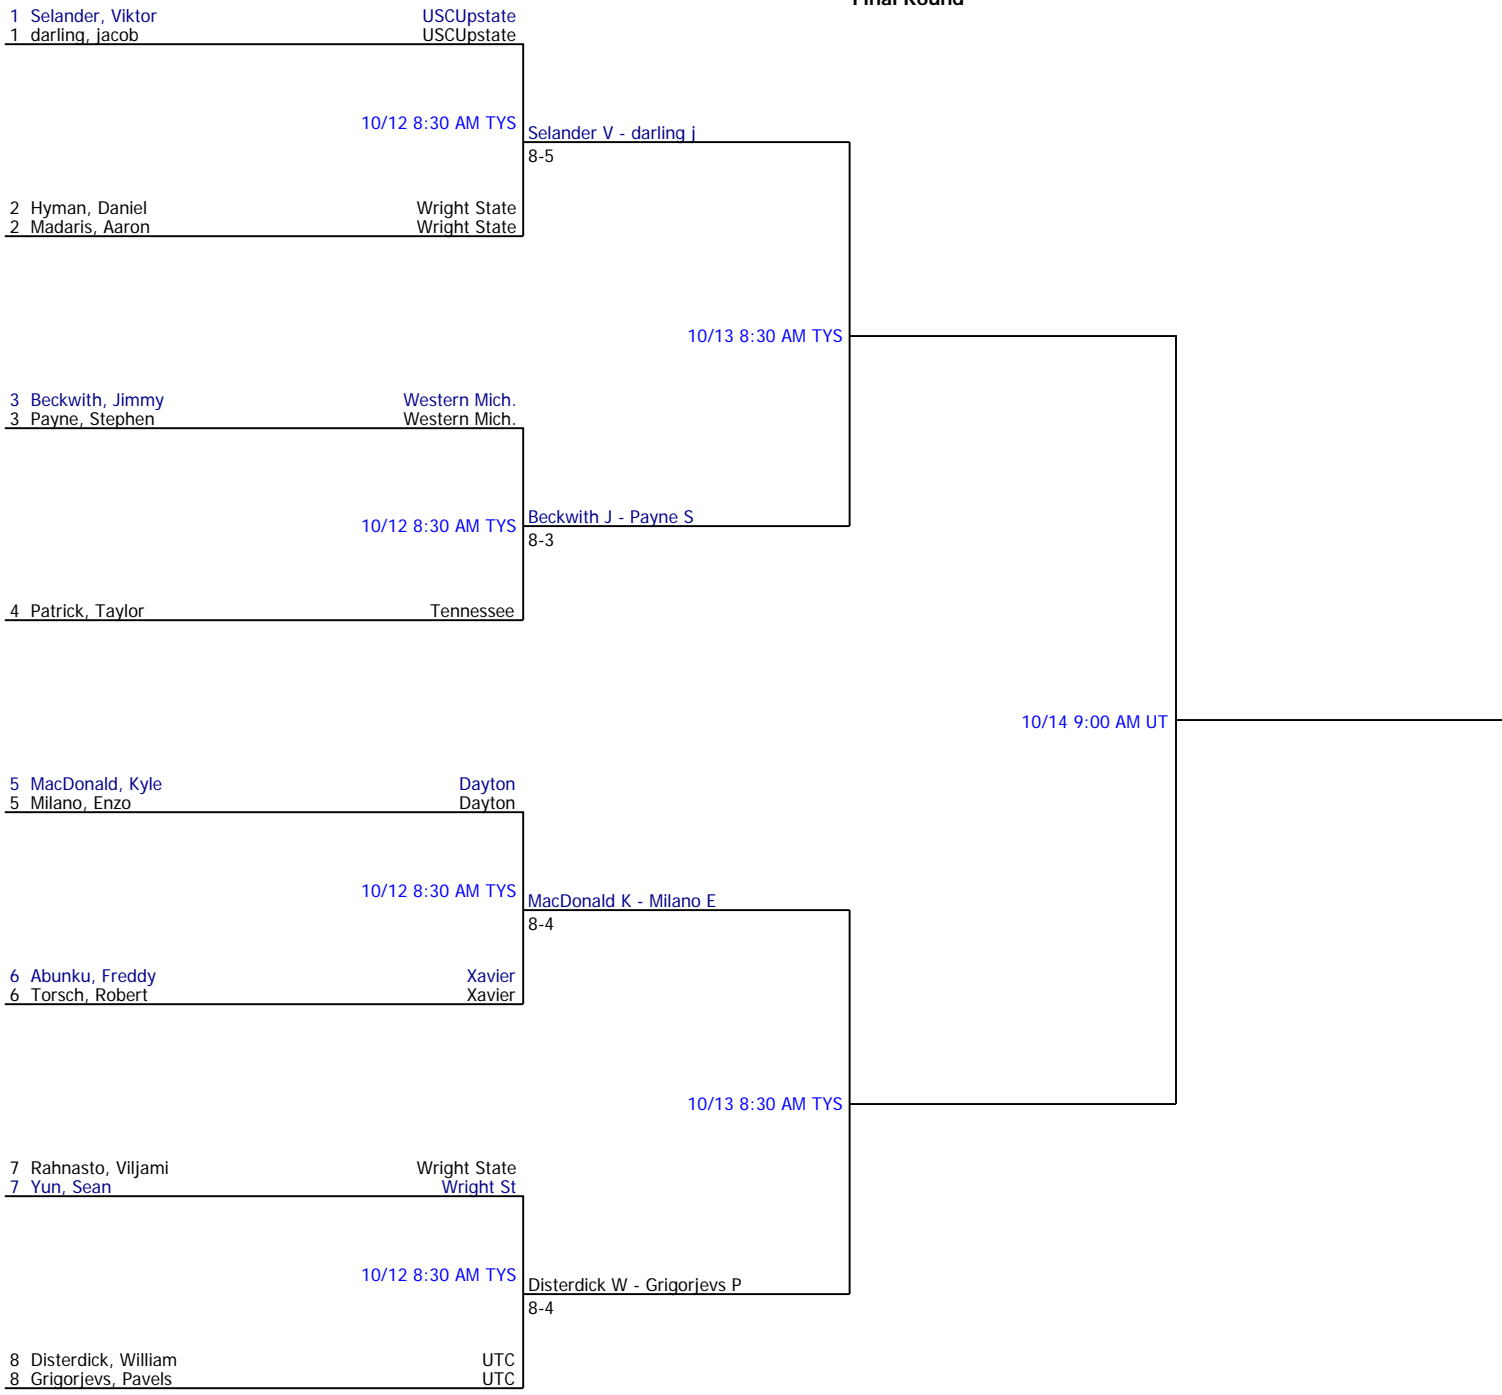 Final Round
1 Selander, Viktor USCUpstate
1 darling, jacob USCUpstate
10/12 8:30 AM TYS
Selander V - darling j
8-5
2 Hyman, Daniel Wright State
2 Madaris, Aaron Wright State
10/13 8:30 AM TYS
3 Beckwith, Jimmy Western Mich.
3 Payne, Stephen Western Mich.
10/12 8:30 AM TYS
Beckwith J - Payne S
8-3
4 Patrick, Taylor Tennessee
10/14 9:00 AM UT
5 MacDonald, Kyle Dayton
5 Milano, Enzo Dayton
10/12 8:30 AM TYS
MacDonald K - Milano E
8-4
6 Abunku, Freddy Xavier
6 Torsch, Robert Xavier
10/13 8:30 AM TYS
7 Rahnasto, Viljami Wright State
7 Yun, Sean Wright St
10/12 8:30 AM TYS
Disterdick W - Grigorjevs P
8-4
8 Disterdick, William UTC
8 Grigorjevs, Pavels UTC